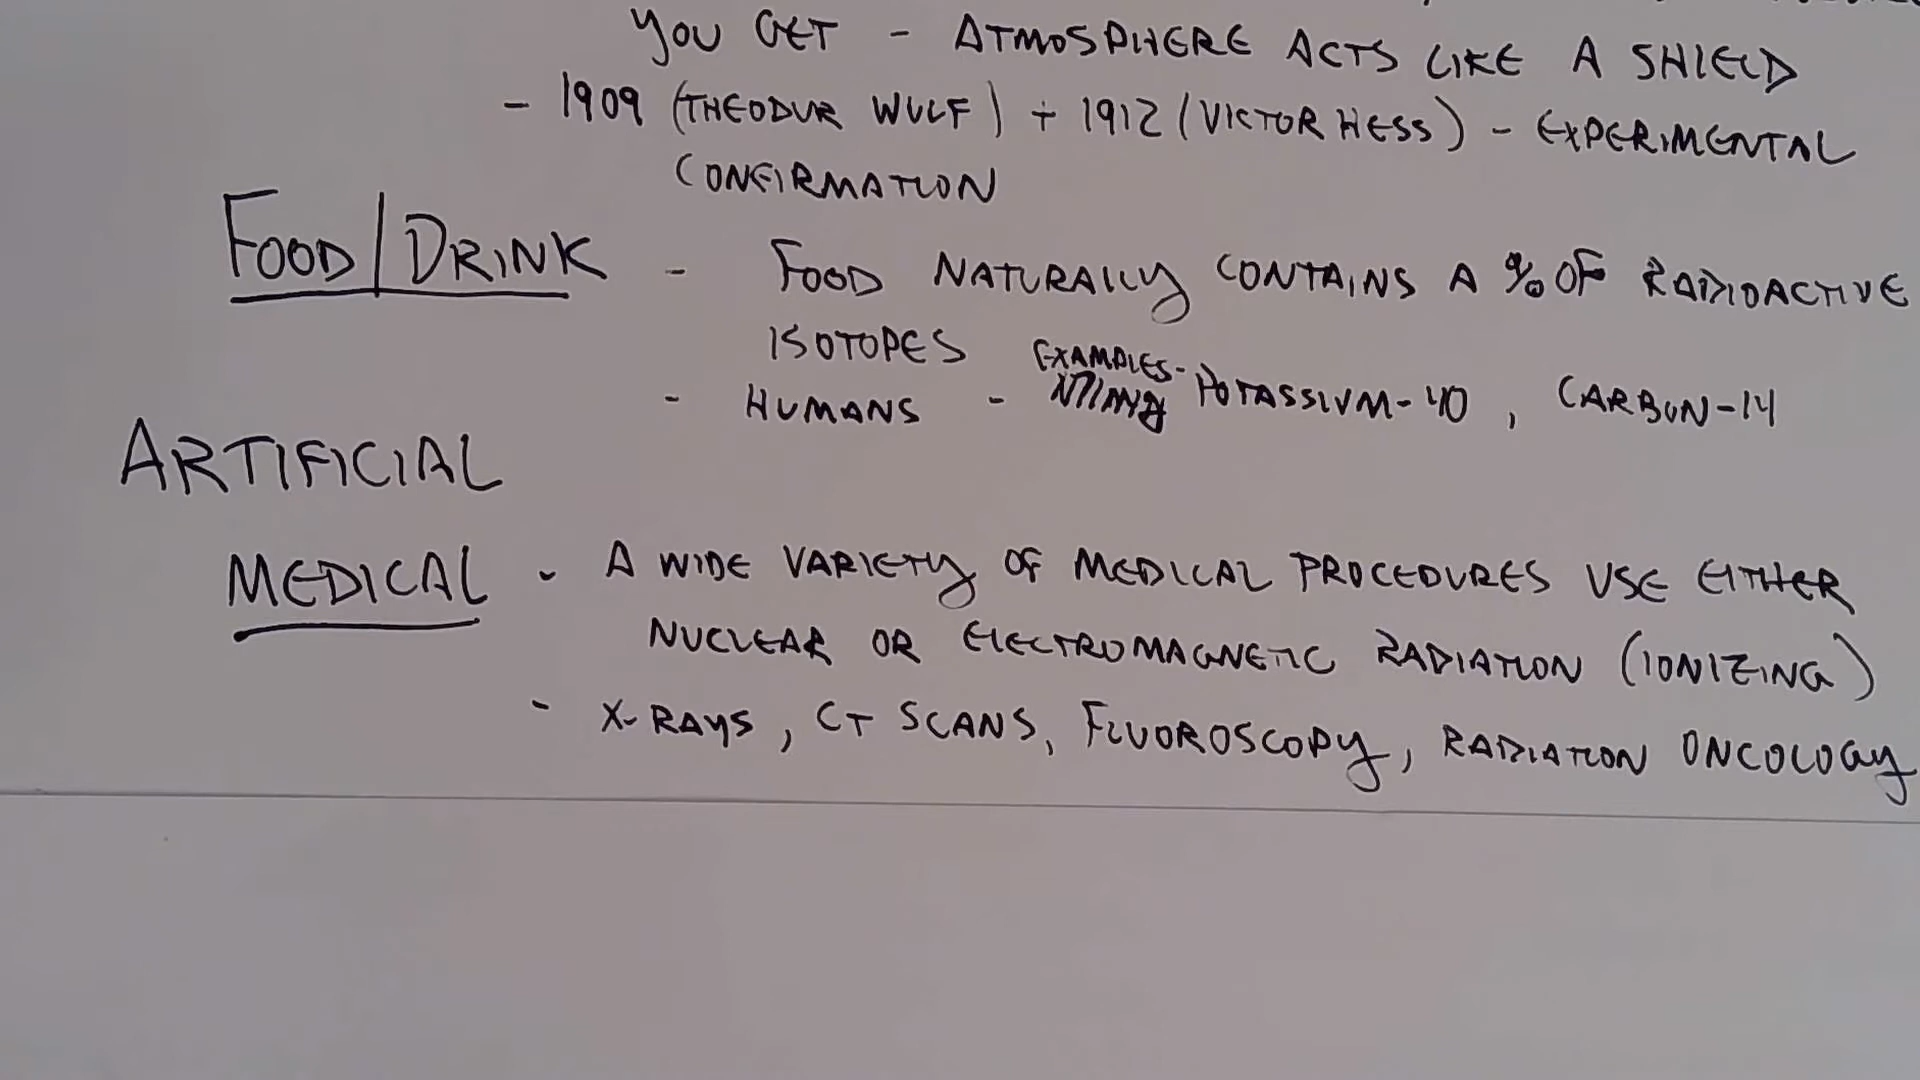 YOU GET - ATMOSPHERE ACTS LIKE A SHIELD
- 1909 (THEODUR WULF) + 1912 (VICTOR HESS) - EXPERIMENTAL
CONFIRMATION
FOOD/DRINK - FOOD NATURALLY CONTAINS A % OF RADIOACTIVE
ISOTOPES
- HUMANS - EXAMPLES- POTASSIUM-40, CARBON-14
ARTIFICIAL
MEDICAL - A WIDE VARIETY OF MEDICAL PROCEDURES USE EITHER
NUCLEAR OR ELECTROMAGNETIC RADIATION (IONIZING)
- X-RAYS, CT SCANS, FLUOROSCOPY, RADIATION ONCOLOGY